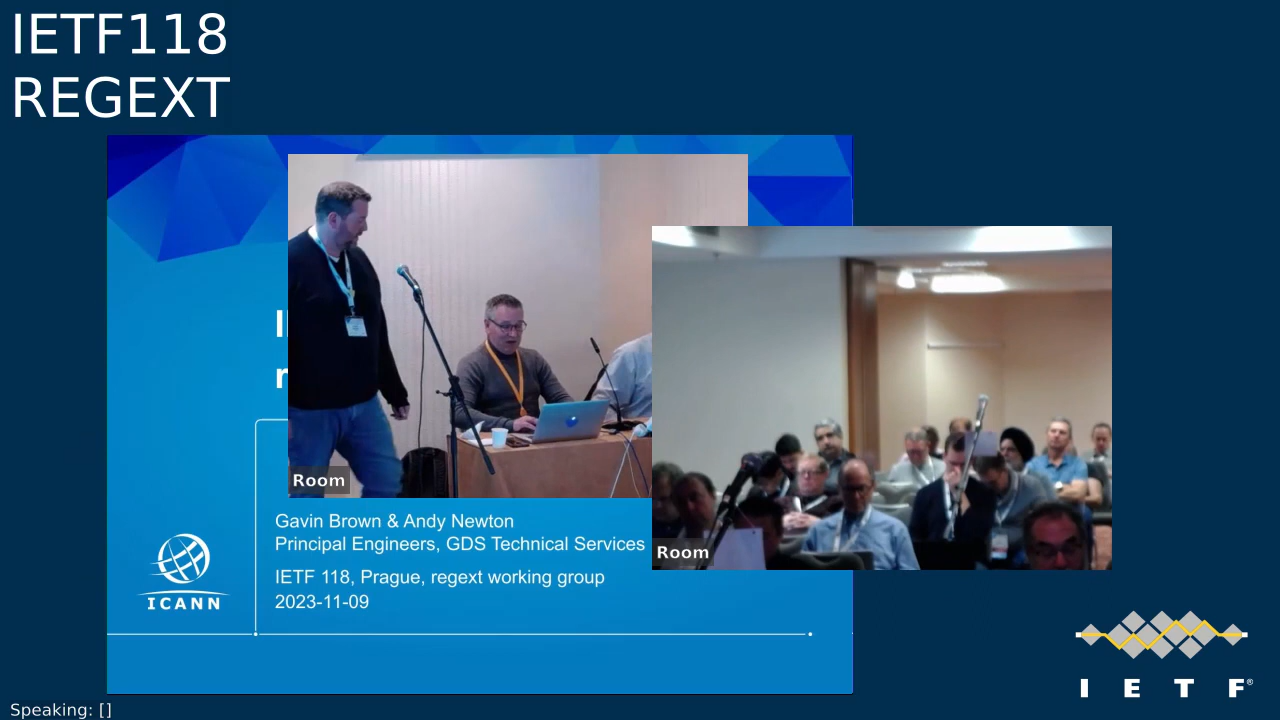 IETF118
REGEXT
Room
Room
Gavin Brown & Andy Newton
Principal Engineers, GDS Technical Services
IETF 118, Prague, regext working group
2023-11-09
ICANN
IETF®
Speaking: []